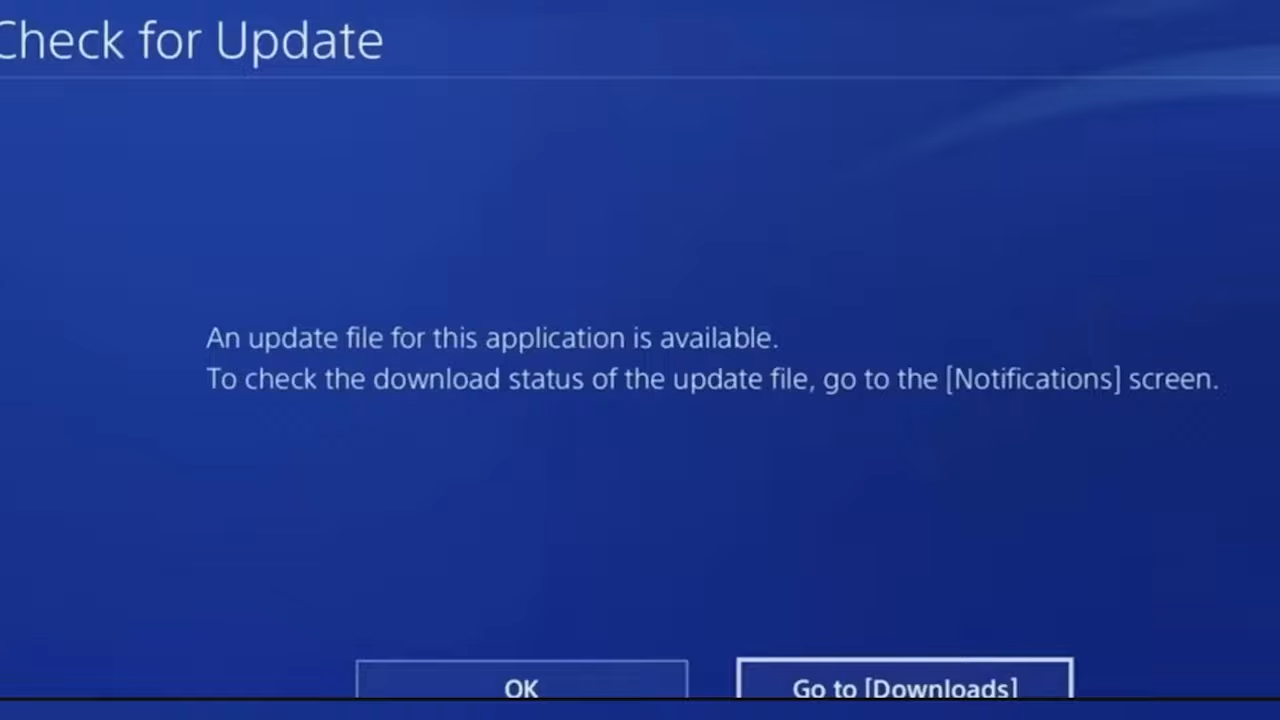 Check for Update
An update file for this application is available.
To check the download status of the update file, go to the [Notifications] screen.
OK
Go to [Downloads]